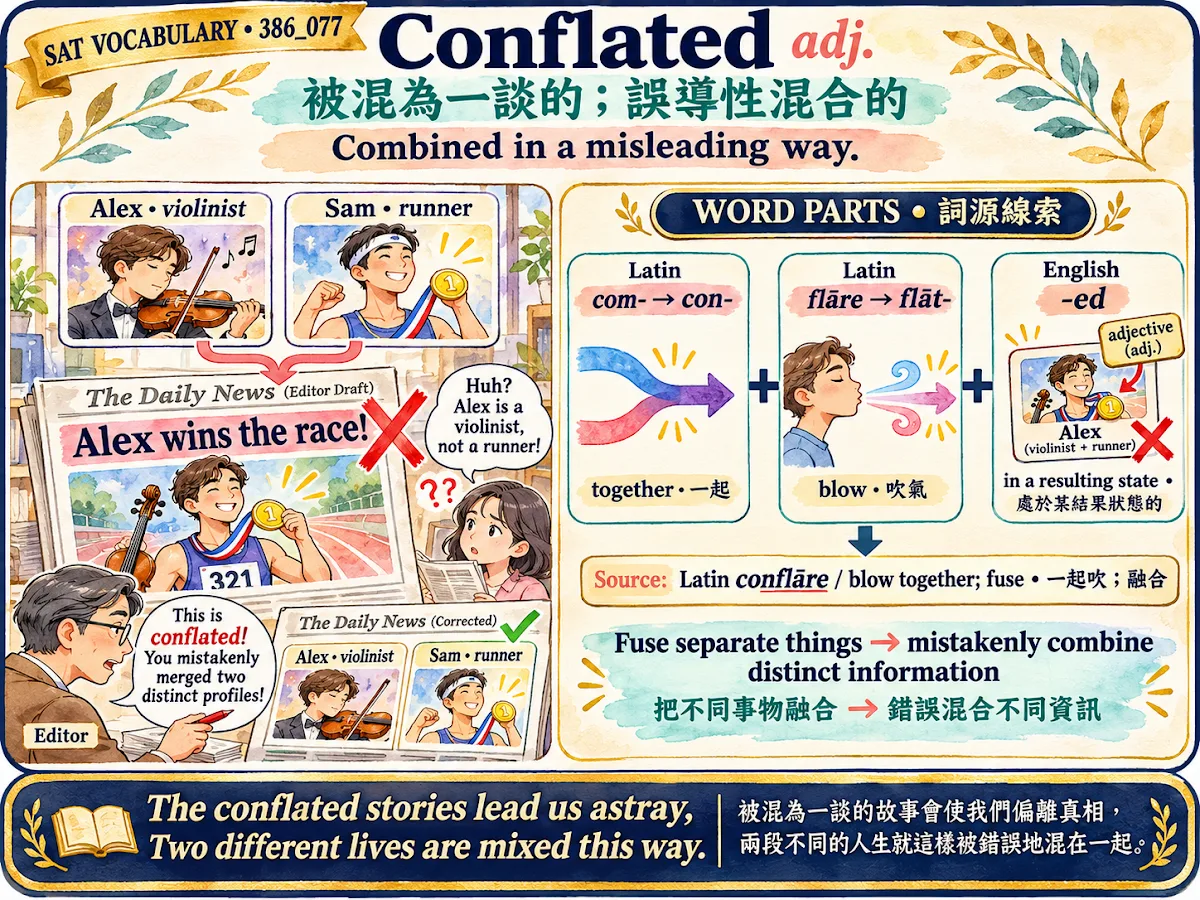 SAT VOCABULARY • 386_077
Conflated adj.
被混為一談的；誤導性混合的
Combined in a misleading way.
Alex • violinist
Sam • runner
The Daily News (Editor Draft)
Alex wins the race!
1
321
1
Huh?
Alex is a
violinist,
not a runner!
??
This is
conflated!
You mistakenly
merged two
distinct profiles!
Editor
The Daily News (Corrected)
Alex • violinist
Sam • runner
1
WORD PARTS • 詞源線索
Latin
com- → con-
together • 一起
+
Latin
flāre → flāt-
blow • 吹氣
+
English
-ed
adjective
(adj.)
Alex
(violinist + runner)
in a resulting state •
處於某結果狀態的
Source: Latin conflāre / blow together; fuse • 一起吹；融合
Fuse separate things → mistakenly combine
distinct information
把不同事物融合 → 錯誤混合不同資訊
The conflated stories lead us astray,
Two different lives are mixed this way.
被混為一談的故事會使我們偏離真相，
兩段不同的人生就這樣被錯誤地混在一起。